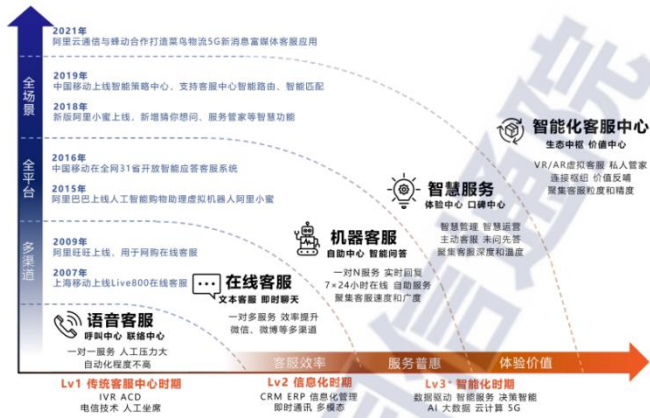 2021年
阿里云通信与蜂动合作打造菜鸟物流5G新消息富媒体客服应用
全场景
2019年
中国移动上线智能策略中心，支持客服中心智能路由、智能匹配
2018年
新版阿里小蜜上线，新增猜你想问、服务管家等智慧功能
全平台
2016年
中国移动在全网31省开放智能应答客服系统
2015年
阿里巴巴上线人工智能购物助理虚拟机器人阿里小蜜
多渠道
2009年
阿里旺旺上线，用于网购在线客服
2007年
上海移动上线Live800在线客服
智能化客服中心
生态中枢 价值中心
VR/AR虚拟客服 私人管家
连接枢纽 价值反哺
聚集客服粒度和精度
智慧服务
体验中心 口碑中心
智慧管理 智慧运营
主动客服 未问先答
聚集客服深度和温度
机器客服
自助中心 智能问答
一对N服务 实时回复
7×24小时在线 自助服务
聚集客服速度和广度
在线客服
文本客服 即时聊天
一对多服务 效率提升
微信、微博等多渠道
语音客服
呼叫中心 联络中心
一对一服务 人工压力大
自动化程度不高
客服效率
服务普惠
体验价值
Lv1 传统客服中心时期
IVR ACD
电信技术 人工坐席
Lv2 信息化时期
CRM ERP 信息化管理
即时通讯 多模态
Lv3⁺ 智能化时期
数据驱动 智能服务 决策智能
AI 大数据 云计算 5G